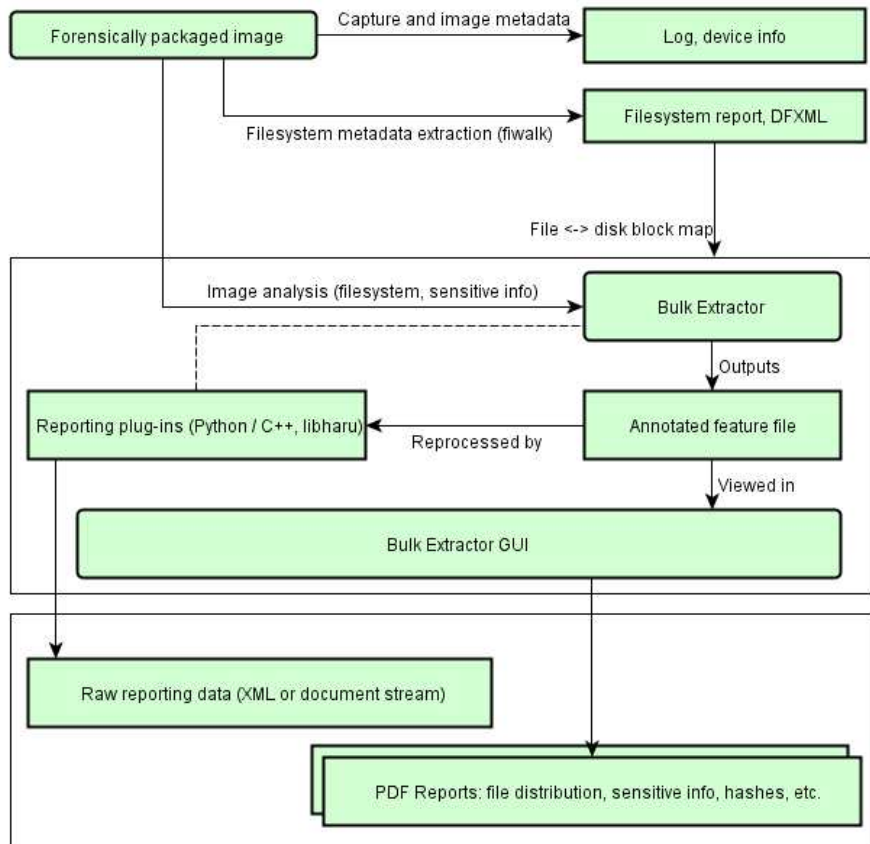 Capture and image metadata
Forensically packaged image
Log, device info
Filesystem report, DFXML
Filesystem metadata extraction (fiwalk)
File <-> disk block map
Image analysis (filesystem, sensitive info)
Bulk Extractor
Outputs
Reporting plug-ins (Python / C++, libharu)
Annotated feature file
Reprocessed by
Viewed in
Bulk Extractor GUI
Raw reporting data (XML or document stream)
PDF Reports: file distribution, sensitive info, hashes, etc.